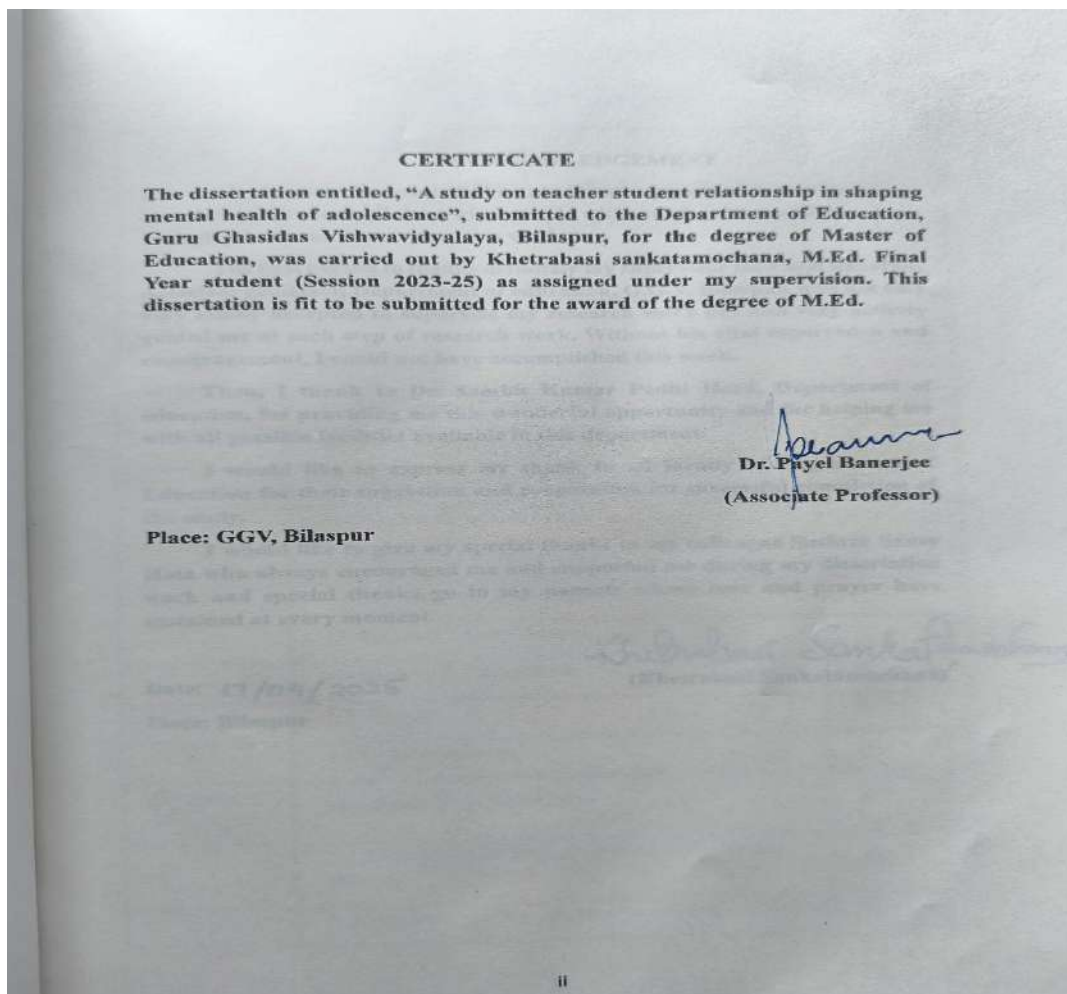 CERTIFICATE
The dissertation entitled, “A study on teacher student relationship in shaping
mental health of adolescence”, submitted to the Department of Education,
Guru Ghasidas Vishwavidyalaya, Bilaspur, for the degree of Master of
Education, was carried out by Khetrabasi sankatamochana, M.Ed. Final
Year student (Session 2023-25) as assigned under my supervision. This
dissertation is fit to be submitted for the award of the degree of M.Ed.
Dr. Payel Banerjee
(Associate Professor)
Place: GGV, Bilaspur
ii